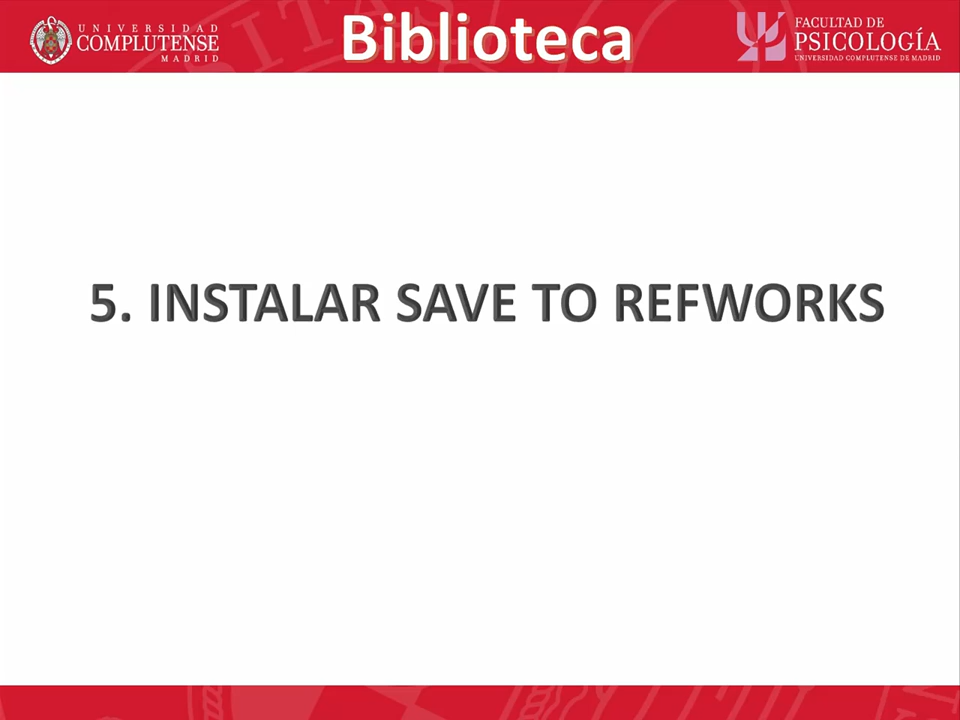 UNIVERSIDAD
COMPLUTENSE
MADRID
Biblioteca
FACULTAD DE
PSICOLOGÍA
UNIVERSIDAD COMPLUTENSE DE MADRID
5. INSTALAR SAVE TO REFWORKS